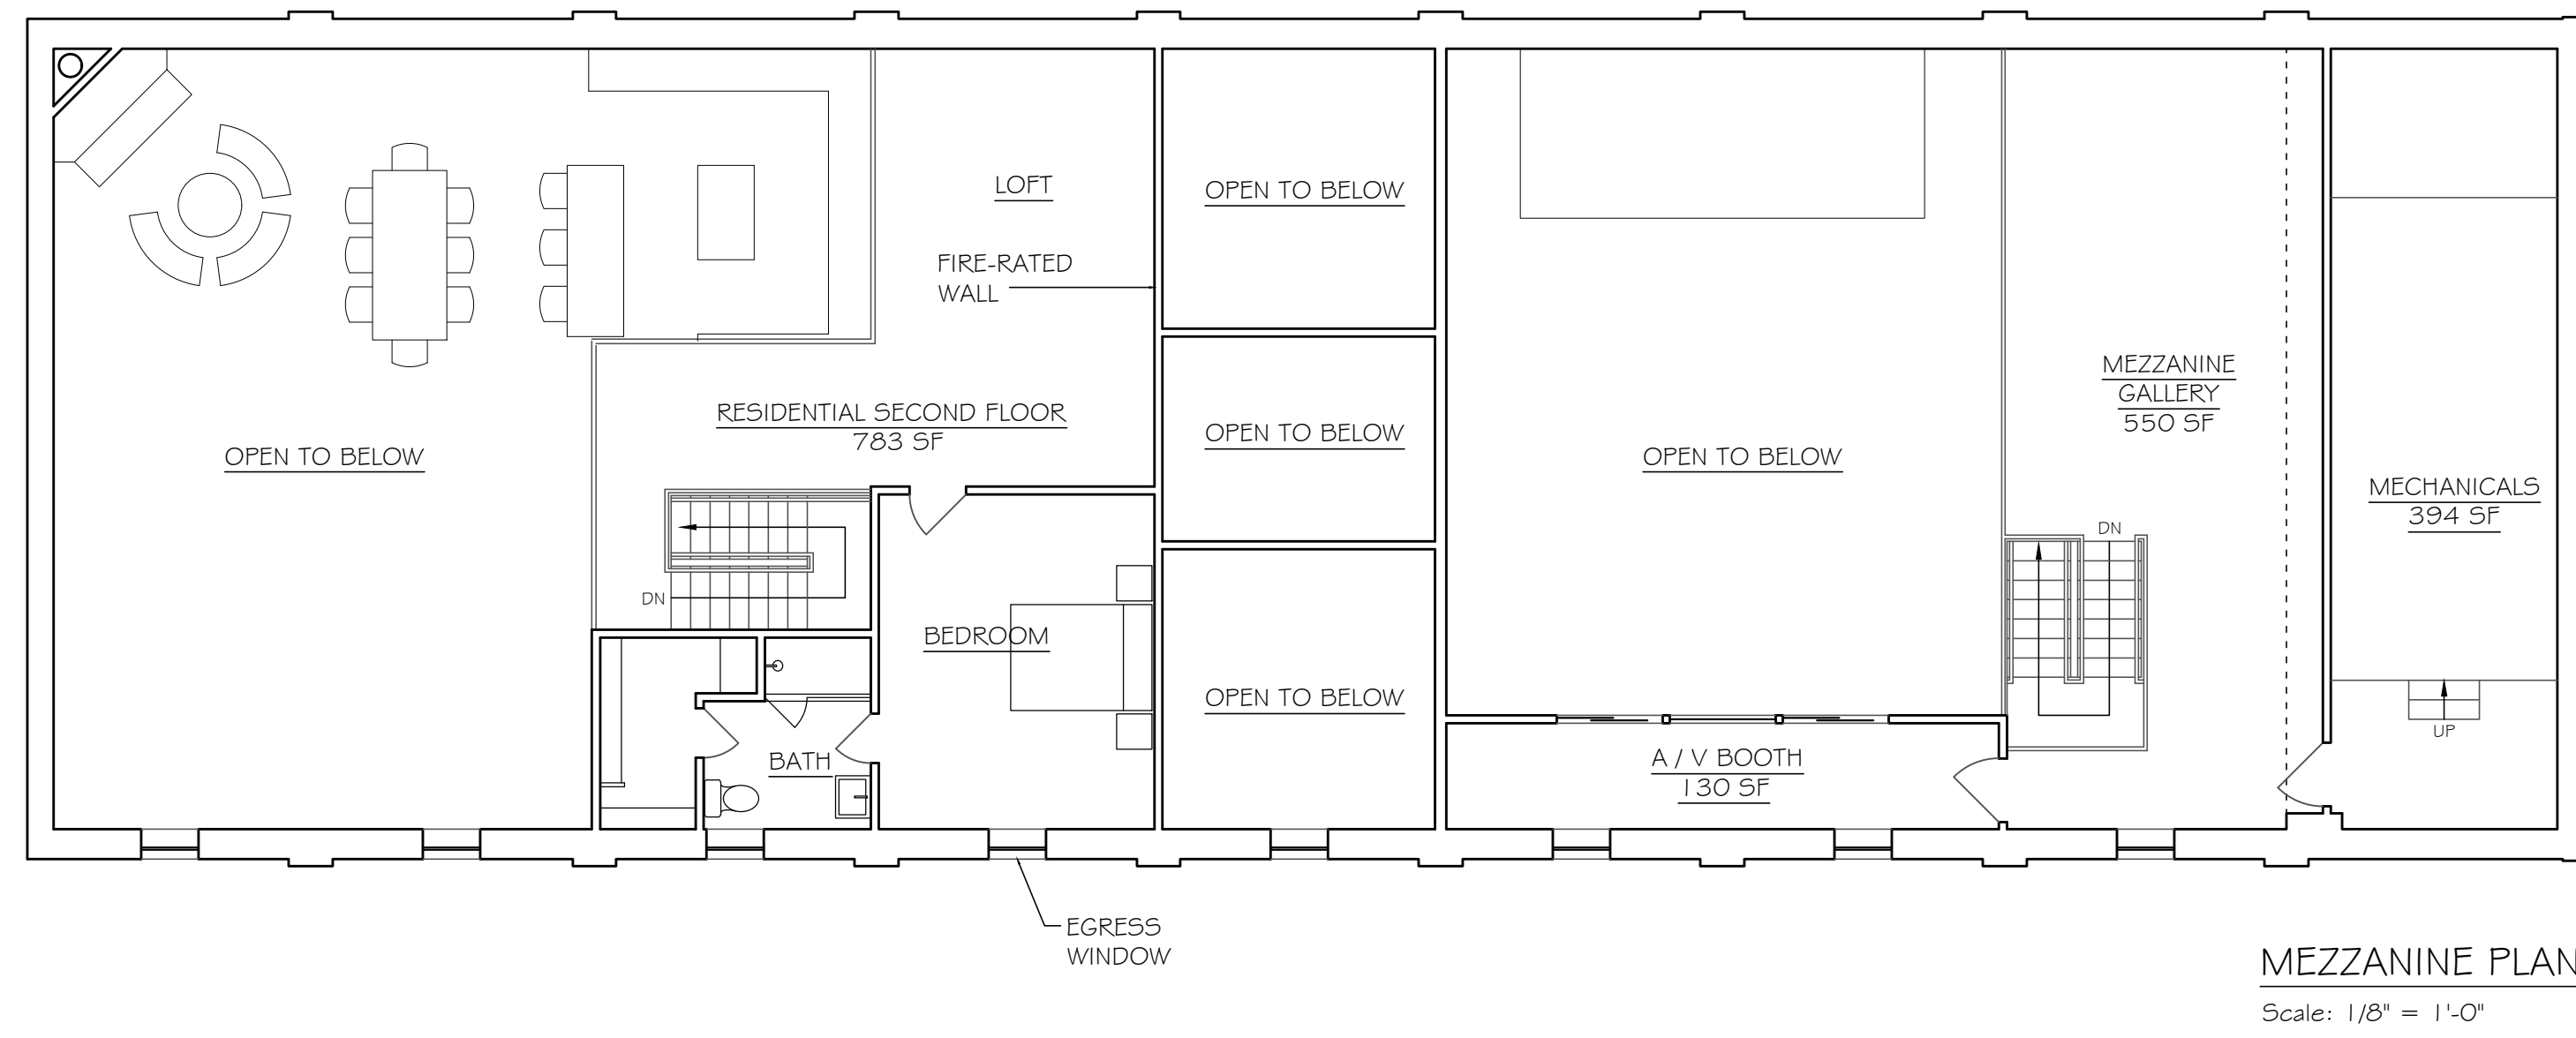 LOFT
OPEN TO BELOW
FIRE-RATED
WALL
MEZZANINE
GALLERY
550 SF
RESIDENTIAL SECOND FLOOR
783 SF
OPEN TO BELOW
OPEN TO BELOW
OPEN TO BELOW
MECHANICALS
394 SF
DN
DN
BEDROOM
OPEN TO BELOW
UP
BATH
A / V BOOTH
130 SF
EGRESS
WINDOW
MEZZANINE PLAN
Scale: 1/8" = 1'-0"